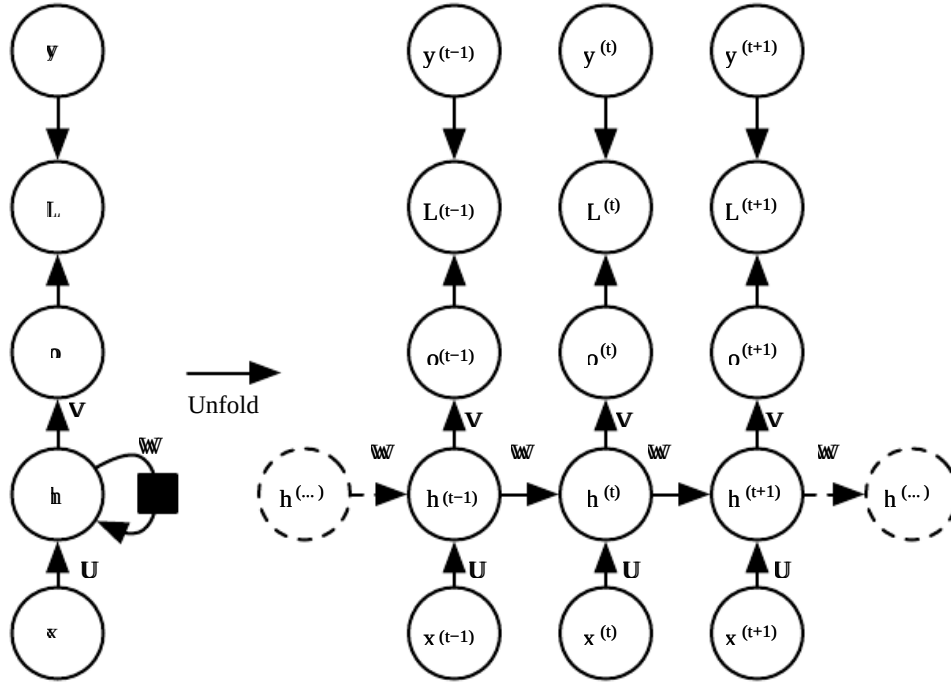 y y(t−1) y(t) y(t+1)
L L(t−1) L(t) L(t+1)
o o(t−1) o(t) o(t+1)
Unfold
V V V V
W W W W W
h h(...) h(t−1) h(t) h(t+1) h(...)
U U U U
x x(t−1) x(t) x(t+1)